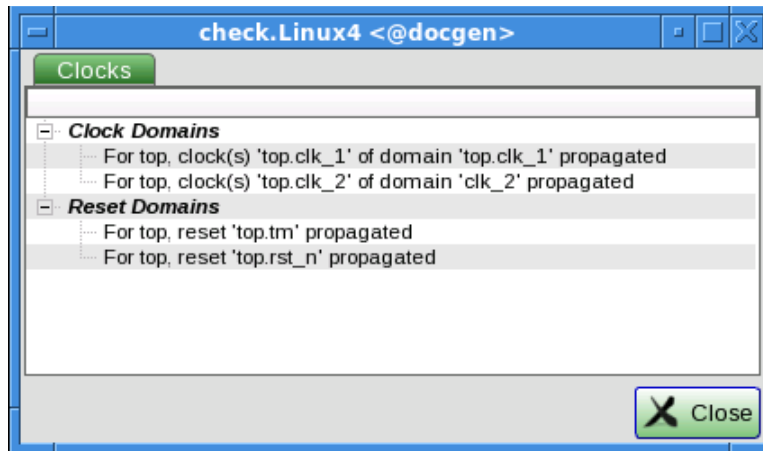 check.Linux4 <@docgen>
Clocks
Clock Domains
For top, clock(s) 'top.clk_1' of domain 'top.clk_1' propagated
For top, clock(s) 'top.clk_2' of domain 'clk_2' propagated
Reset Domains
For top, reset 'top.tm' propagated
For top, reset 'top.rst_n' propagated
Close